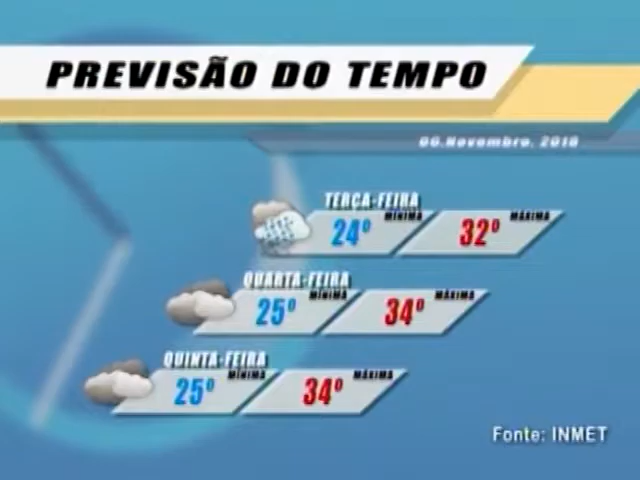 PREVISÃO DO TEMPO
06.Novembro. 2018
TERÇA-FEIRA
24º MÍNIMA 32º MÁXIMA
QUARTA-FEIRA
25º MÍNIMA 34º MÁXIMA
QUINTA-FEIRA
25º MÍNIMA 34º MÁXIMA
Fonte: INMET